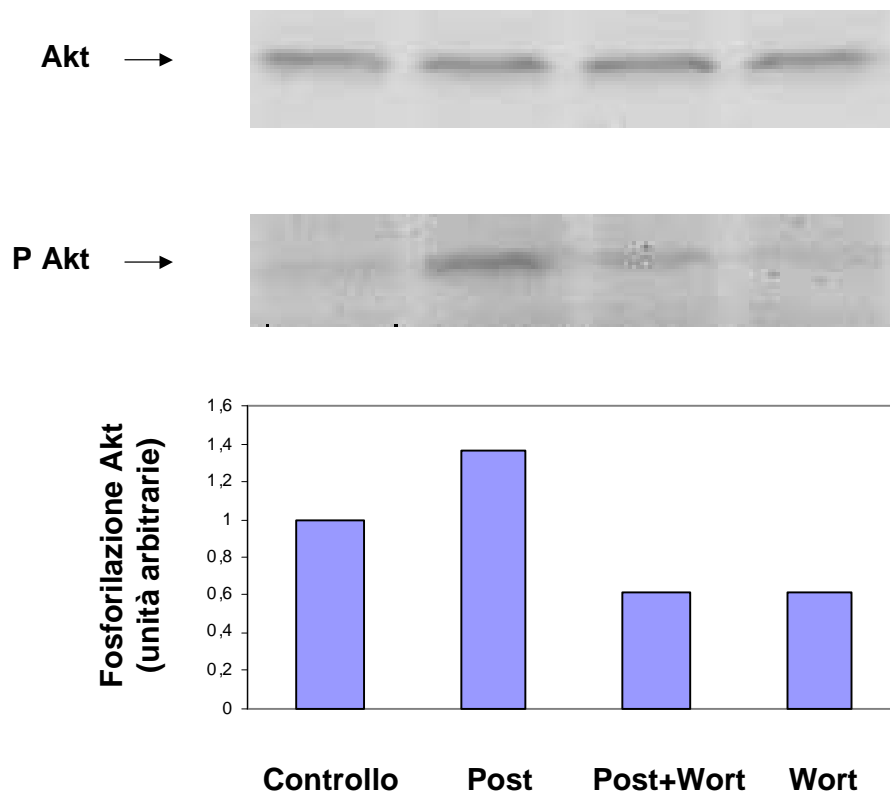 Akt
P Akt
Fosforilazione Akt
(unità arbitrarie)
1,6
1,4
1,2
1
0,8
0,6
0,4
0,2
0
Controllo Post Post+Wort Wort